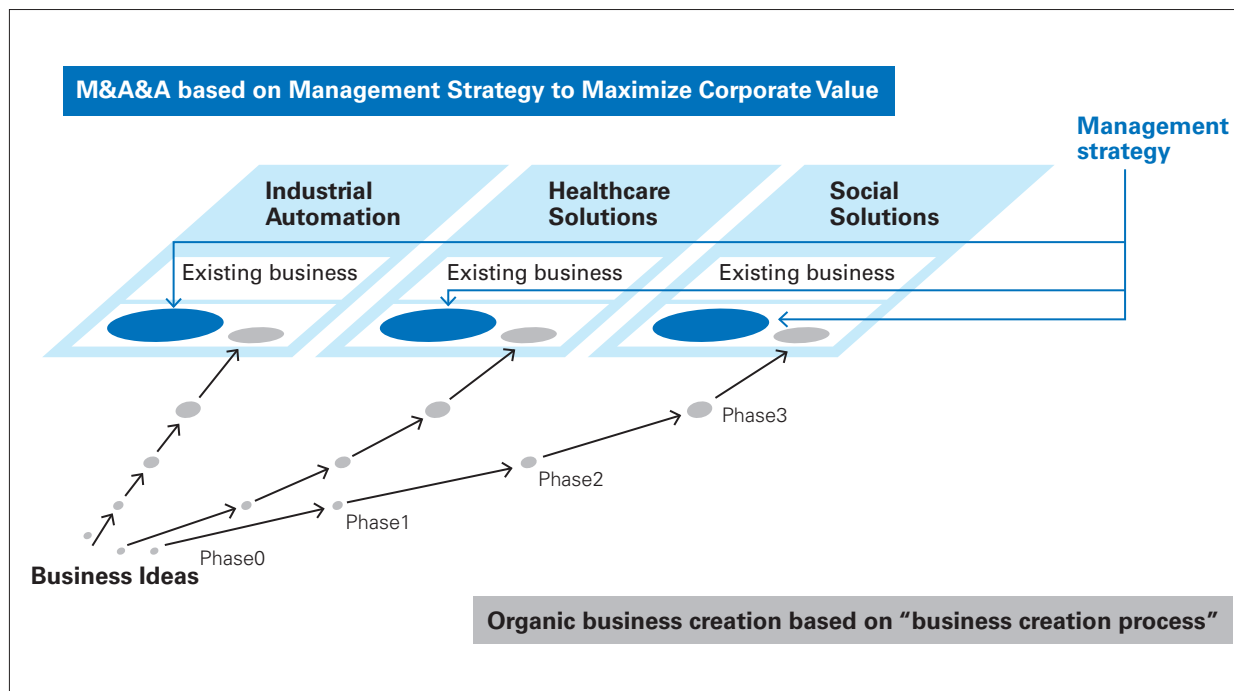 M&A&A based on Management Strategy to Maximize Corporate Value
Management
strategy
Industrial
Automation
Healthcare
Solutions
Social
Solutions
Existing business
Existing business
Existing business
Phase3
Phase2
Phase1
Phase0
Business Ideas
Organic business creation based on “business creation process”